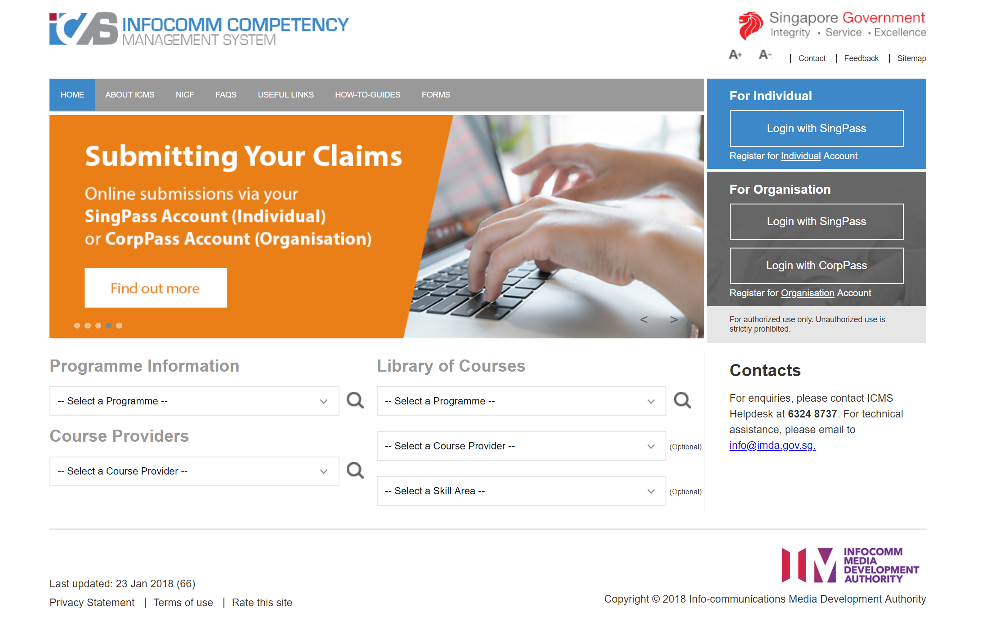 iCMS INFOCOMM COMPETENCY
MANAGEMENT SYSTEM
Singapore Government
Integrity • Service • Excellence
A+ A- | Contact | Feedback | Sitemap
HOME ABOUT ICMS NICF FAQS USEFUL LINKS HOW-TO-GUIDES FORMS
Submitting Your Claims
Online submissions via your
SingPass Account (Individual)
or CorpPass Account (Organisation)
Find out more
< >
For Individual
Login with SingPass
Register for Individual Account
For Organisation
Login with SingPass
Login with CorpPass
Register for Organisation Account
For authorized use only. Unauthorized use is
strictly prohibited.
Programme Information
-- Select a Programme --
Course Providers
-- Select a Course Provider --
Library of Courses
-- Select a Programme --
-- Select a Course Provider -- (Optional)
-- Select a Skill Area -- (Optional)
Contacts
For enquiries, please contact ICMS
Helpdesk at 6324 8737. For technical
assistance, please email to
info@imda.gov.sg.
INFOCOMM
MEDIA
DEVELOPMENT
AUTHORITY
Last updated: 23 Jan 2018 (66)
Privacy Statement | Terms of use | Rate this site
Copyright © 2018 Info-communications Media Development Authority